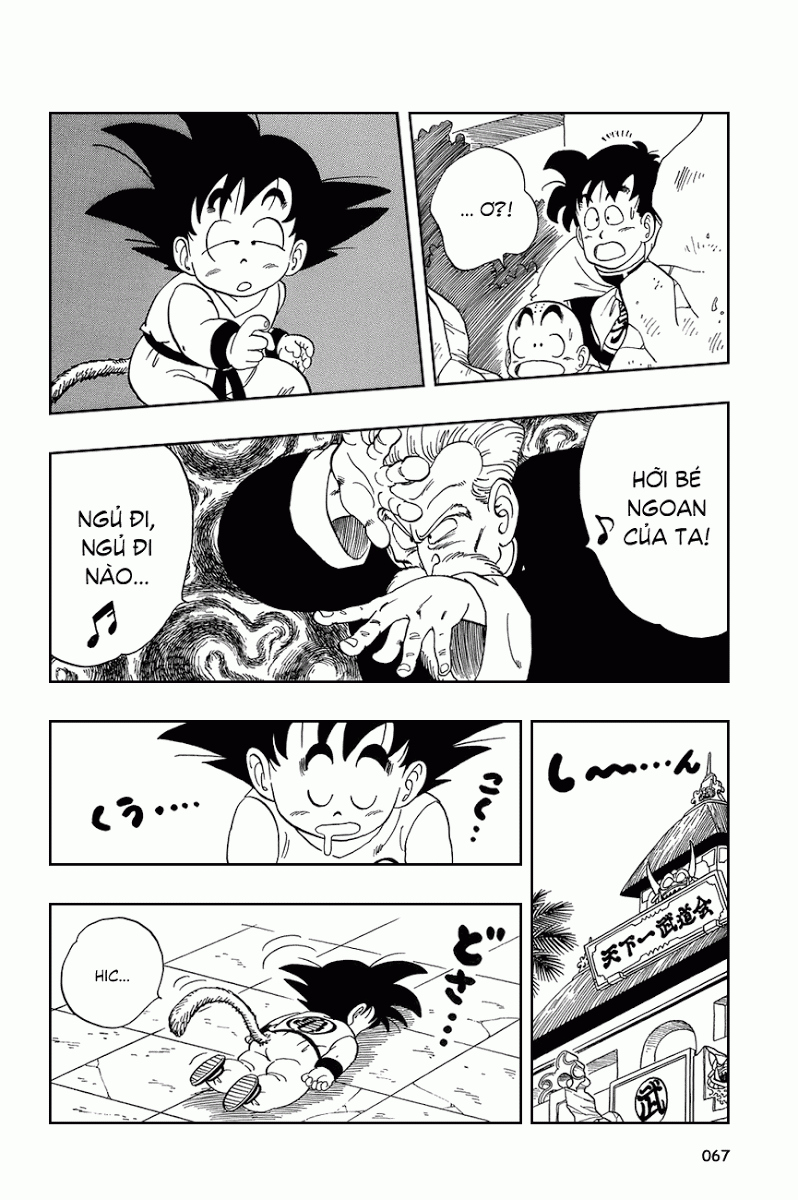 ... Ơ?!
HỠI BÉ
NGOAN
CỦA TA!
NGỦ ĐI,
NGỦ ĐI
NÀO...
し〜〜…ん
天下一武道会
武
こく…
くぅ‥‥
どさ…
HIC...
067